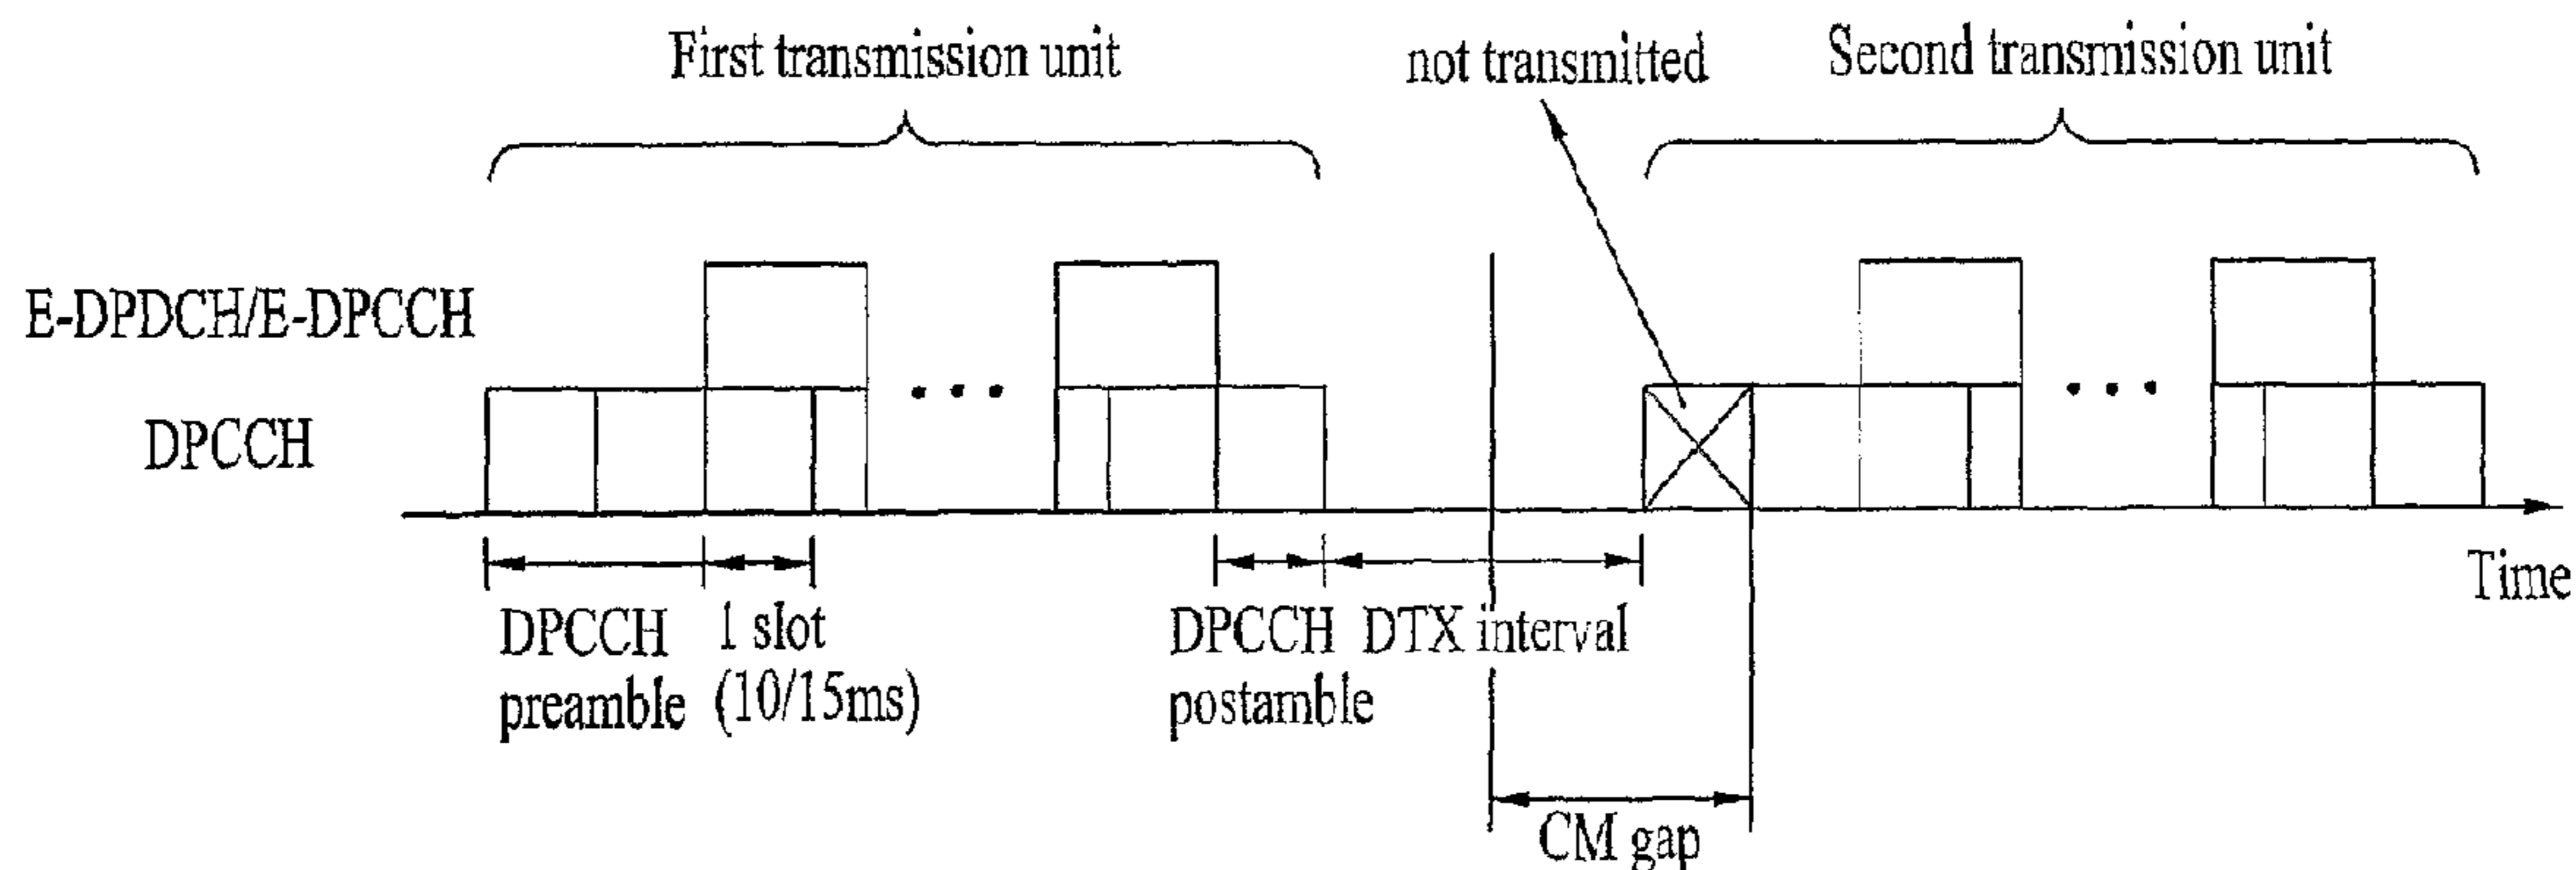 First transmission unit
not transmitted
Second transmission unit
E-DPDCH/E-DPCCH
DPCCH
Time
DPCCH
preamble
1 slot
(10/15ms)
DPCCH
postamble
DTX interval
CM gap